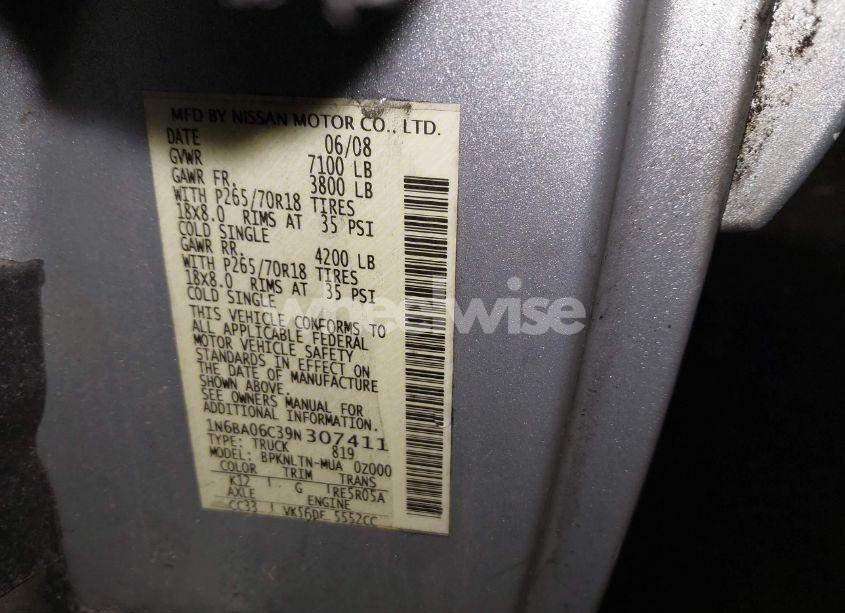 MFD BY NISSAN MOTOR CO., LTD.
DATE 06/08
GVWR 7100 LB
GAWR FR. 3800 LB
WITH P265/70R18 TIRES
18X8.0 RIMS AT 35 PSI
COLD SINGLE
GAWR RR. 4200 LB
WITH P265/70R18 TIRES
18X8.0 RIMS AT 35 PSI
COLD SINGLE
THIS VEHICLE CONFORMS TO
ALL APPLICABLE FEDERAL
MOTOR VEHICLE SAFETY
STANDARDS IN EFFECT ON
THE DATE OF MANUFACTURE
SHOWN ABOVE.
SEE OWNERS MANUAL FOR
ADDITIONAL INFORMATION.
1N6BA06C39N307411
TYPE: TRUCK 819
MODEL: BPKNLTN-MUA 0Z000
COLOR TRIM TRANS
K12 G RE5R05A
AXLE ENGINE
CC33 VK56DE 5552CC
wheelwise